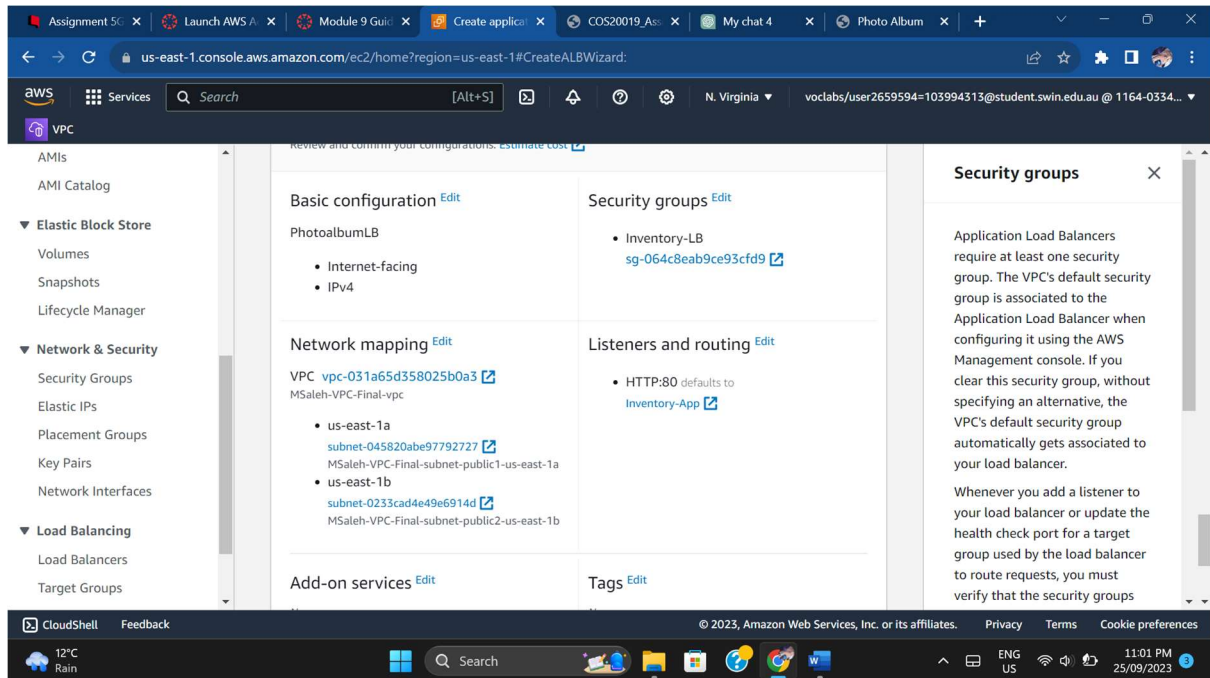 Assignment 5G
Launch AWS A
Module 9 Guid
Create applicat
COS20019_Ass
My chat 4
Photo Album
us-east-1.console.aws.amazon.com/ec2/home?region=us-east-1#CreateALBWizard:
aws
Services
Search
[Alt+S]
N. Virginia
voclabs/user2659594=103994313@student.swin.edu.au @ 1164-0334...
VPC
AMIs
AMI Catalog
Elastic Block Store
Volumes
Snapshots
Lifecycle Manager
Network & Security
Security Groups
Elastic IPs
Placement Groups
Key Pairs
Network Interfaces
Load Balancing
Load Balancers
Target Groups
Review and confirm your configurations. Estimate cost
Basic configuration Edit
PhotoalbumLB
• Internet-facing
• IPv4
Security groups Edit
• Inventory-LB
sg-064c8eab9ce93cfd9
Network mapping Edit
VPC vpc-031a65d358025b0a3
MSaleh-VPC-Final-vpc
• us-east-1a
subnet-045820abe97792727
MSaleh-VPC-Final-subnet-public1-us-east-1a
• us-east-1b
subnet-0233cad4e49e6914d
MSaleh-VPC-Final-subnet-public2-us-east-1b
Listeners and routing Edit
• HTTP:80 defaults to
Inventory-App
Add-on services Edit
Tags Edit
Security groups
Application Load Balancers
require at least one security
group. The VPC's default security
group is associated to the
Application Load Balancer when
configuring it using the AWS
Management console. If you
clear this security group, without
specifying an alternative, the
VPC's default security group
automatically gets associated to
your load balancer.
Whenever you add a listener to
your load balancer or update the
health check port for a target
group used by the load balancer
to route requests, you must
verify that the security groups
CloudShell
Feedback
© 2023, Amazon Web Services, Inc. or its affiliates.
Privacy
Terms
Cookie preferences
12°C
Rain
Search
ENG
US
11:01 PM
25/09/2023
3